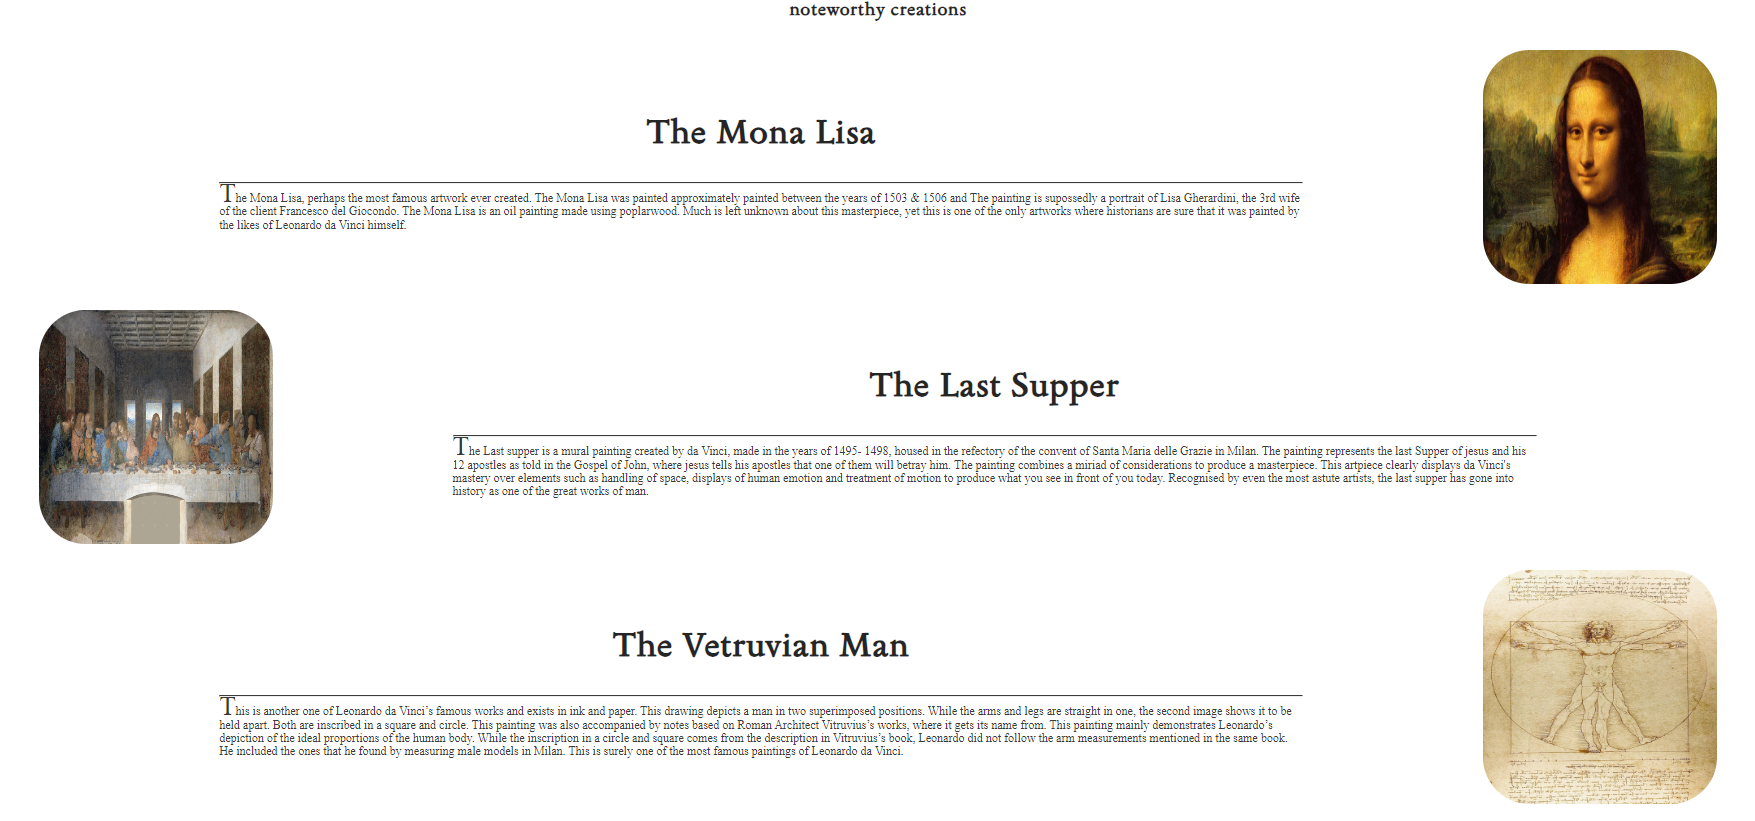 noteworthy creations
The Mona Lisa
The Mona Lisa, perhaps the most famous artwork ever created. The Mona Lisa was painted approximately painted between the years of 1503 & 1506 and The painting is supossedly a portrait of Lisa Gherardini, the 3rd wife
of the client Francesco del Giocondo. The Mona Lisa is an oil painting made using poplarwood. Much is left unknown about this masterpiece, yet this is one of the only artworks where historians are sure that it was painted by
the likes of Leonardo da Vinci himself.
The Last Supper
The Last supper is a mural painting created by da Vinci, made in the years of 1495- 1498, housed in the refectory of the convent of Santa Maria delle Grazie in Milan. The painting represents the last Supper of jesus and his
12 apostles as told in the Gospel of John, where jesus tells his apostles that one of them will betray him. The painting combines a miriad of considerations to produce a masterpiece. This artpiece clearly displays da Vinci's
mastery over elements such as handling of space, displays of human emotion and treatment of motion to produce what you see in front of you today. Recognised by even the most astute artists, the last supper has gone into
history as one of the great works of man.
The Vetruvian Man
This is another one of Leonardo da Vinci’s famous works and exists in ink and paper. This drawing depicts a man in two superimposed positions. While the arms and legs are straight in one, the second image shows it to be
held apart. Both are inscribed in a square and circle. This painting was also accompanied by notes based on Roman Architect Vitruvius’s works, where it gets its name from. This painting mainly demonstrates Leonardo’s
depiction of the ideal proportions of the human body. While the inscription in a circle and square comes from the description in Vitruvius’s book, Leonardo did not follow the arm measurements mentioned in the same book.
He included the ones that he found by measuring male models in Milan. This is surely one of the most famous paintings of Leonardo da Vinci.